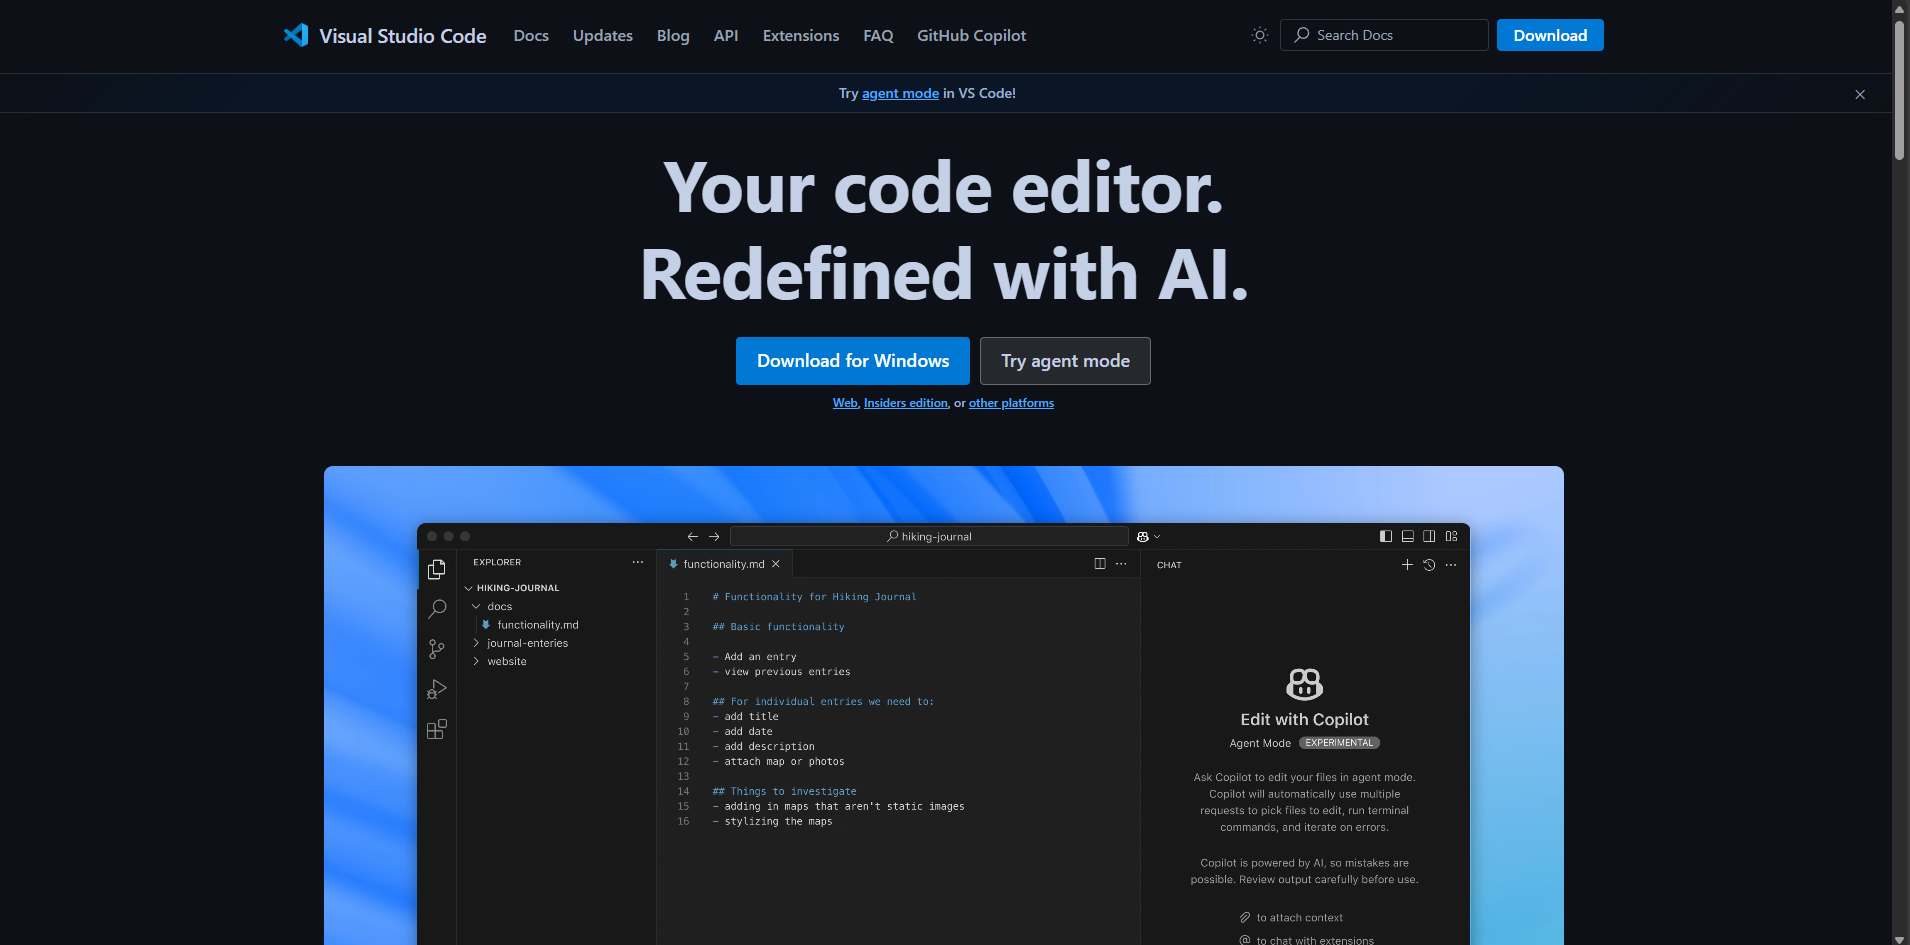 Visual Studio Code Docs Updates Blog API Extensions FAQ GitHub Copilot Search Docs Download
Try agent mode in VS Code!
Your code editor.
Redefined with AI.
Download for Windows Try agent mode
Web, Insiders edition, or other platforms
hiking-journal
EXPLORER
HIKING-JOURNAL
docs
functionality.md
journal-enteries
website
functionality.md
1 # Functionality for Hiking Journal
2
3 ## Basic functionality
4
5 - Add an entry
6 - view previous entries
7
8 ## For individual entries we need to:
9 - add title
10 - add date
11 - add description
12 - attach map or photos
13
14 ## Things to investigate
15 - adding in maps that aren't static images
16 - stylizing the maps
CHAT
Edit with Copilot
Agent Mode EXPERIMENTAL
Ask Copilot to edit your files in agent mode.
Copilot will automatically use multiple
requests to pick files to edit, run terminal
commands, and iterate on errors.
Copilot is powered by AI, so mistakes are
possible. Review output carefully before use.
to attach context
@ to chat with extensions